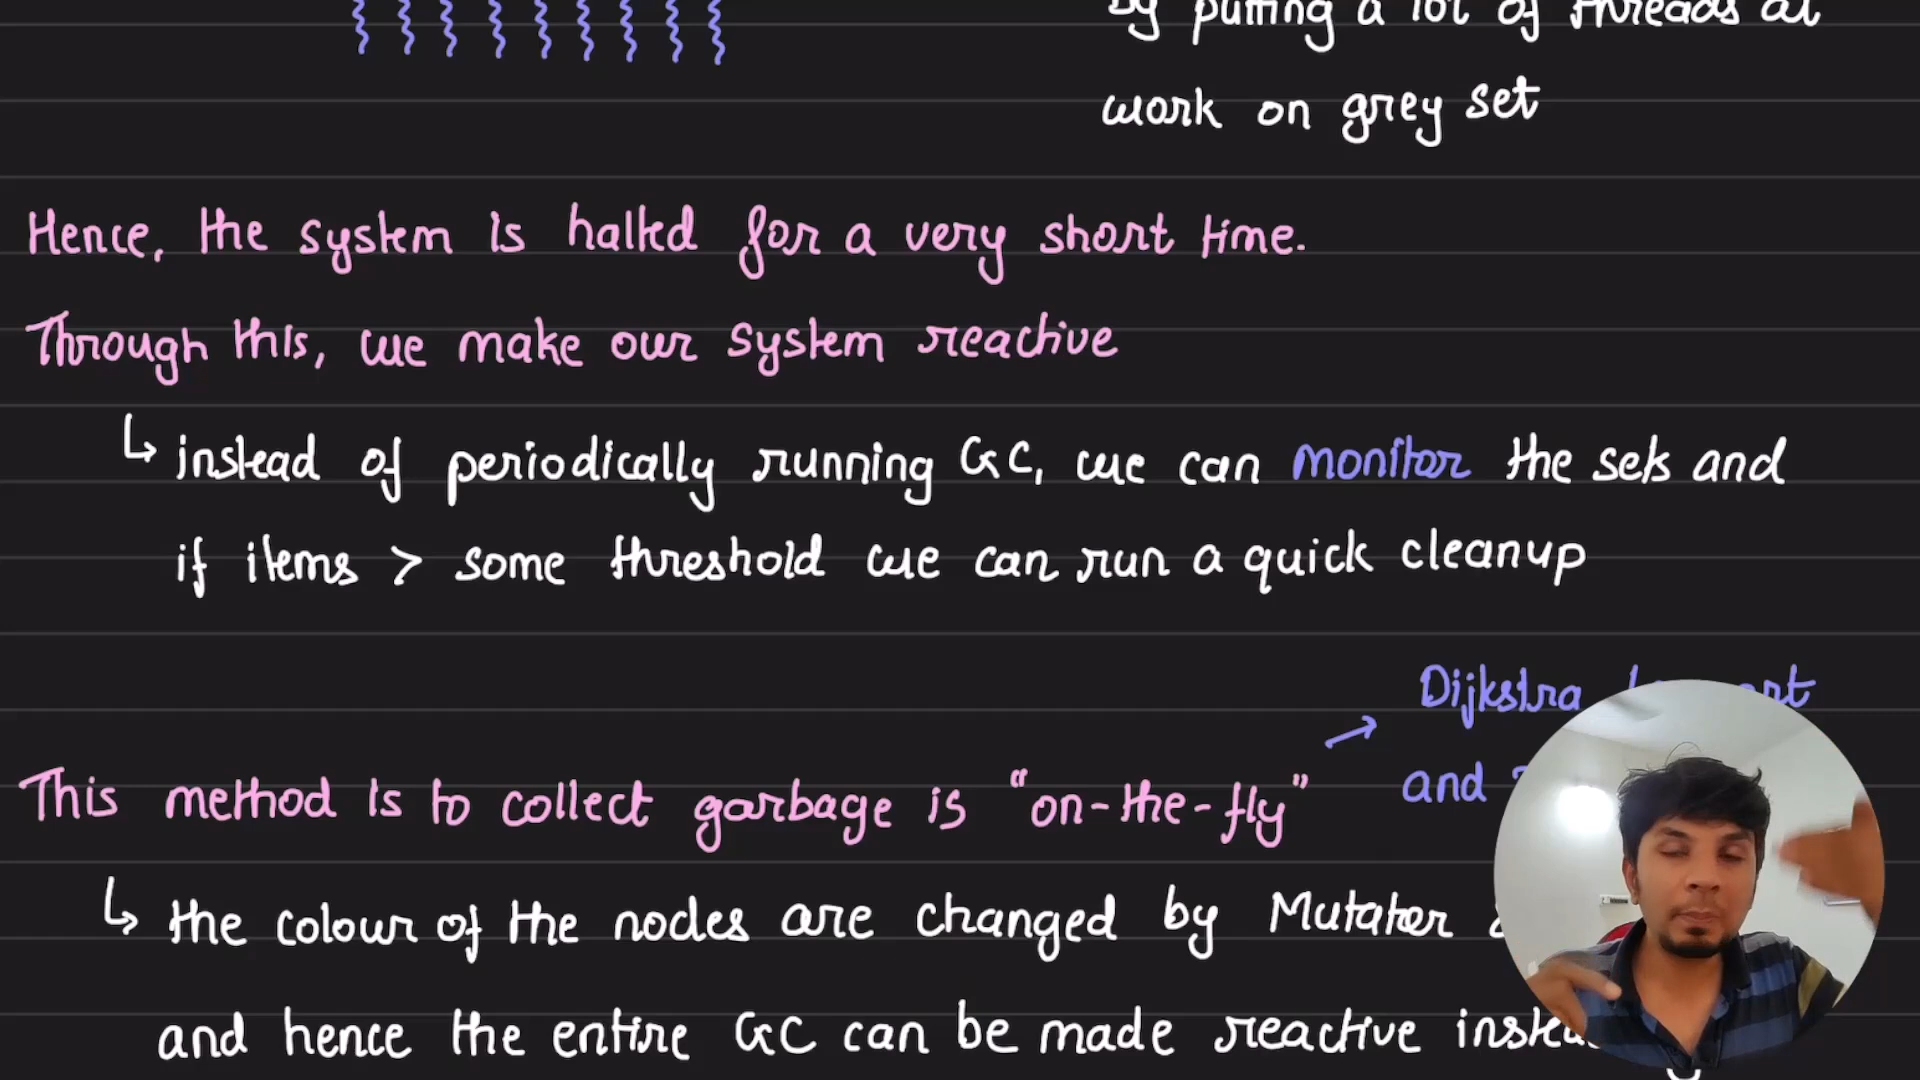 by putting a lot of threads at
work on grey set
Hence, the system is halted for a very short time.
Through this, we make our system reactive
↳ instead of periodically running GC, we can monitor the sets and
if items > some threshold we can run a quick cleanup
Dijkstra
and
This method is to collect garbage is "on-the-fly" →
↳ the colour of the nodes are changed by Mutator
and hence the entire GC can be made reactive